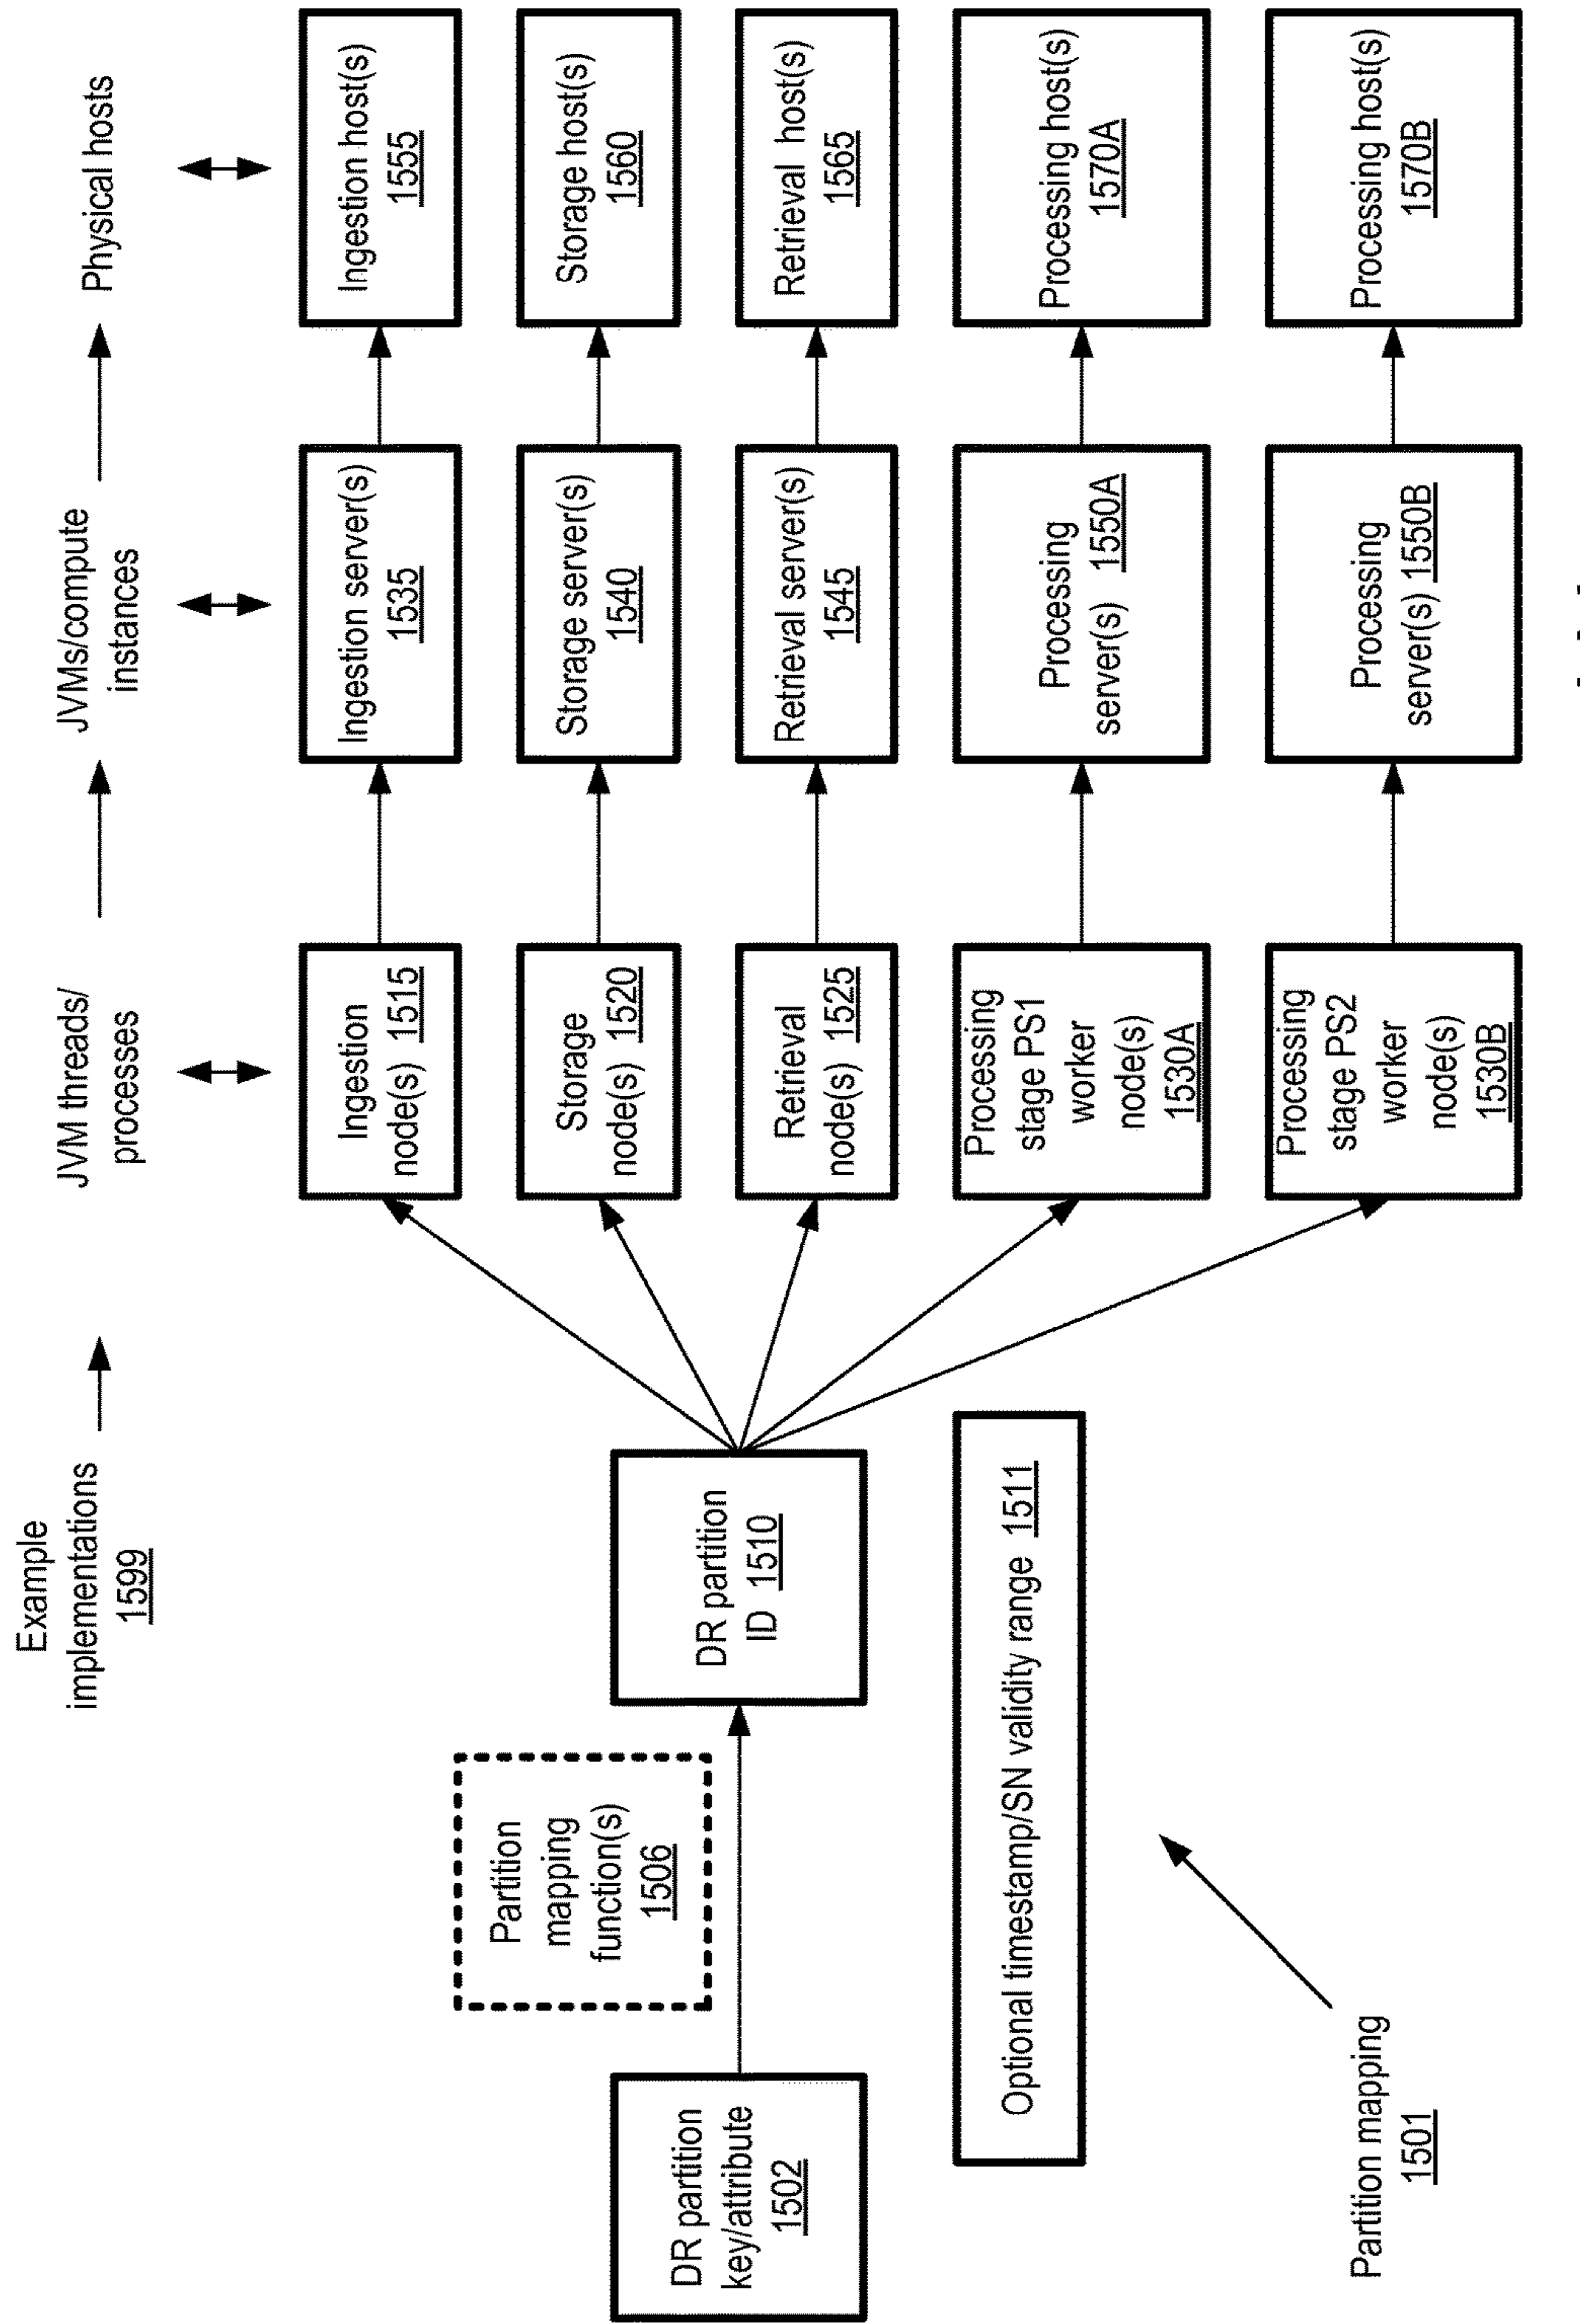 Example
implementations
1599
JVM threads/
processes
JVMs/compute
instances
Physical hosts
Ingestion
node(s) 1515
Ingestion server(s)
1535
Ingestion host(s)
1555
Storage
node(s) 1520
Storage server(s)
1540
Storage host(s)
1560
Partition
mapping
function(s)
1506
DR partition
key/attribute
1502
DR partition
ID 1510
Retrieval
node(s) 1525
Retrieval server(s)
1545
Retrieval host(s)
1565
Optional timestamp/SN validity range 1511
Processing
stage PS1
worker
node(s)
1530A
Processing
server(s) 1550A
Processing host(s)
1570A
Partition mapping
1501
Processing
stage PS2
worker
node(s)
1530B
Processing
server(s) 1550B
Processing host(s)
1570B